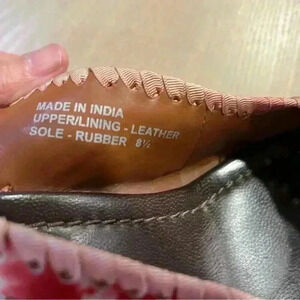 MADE IN INDIA
UPPER/LINING - LEATHER
SOLE - RUBBER 8½